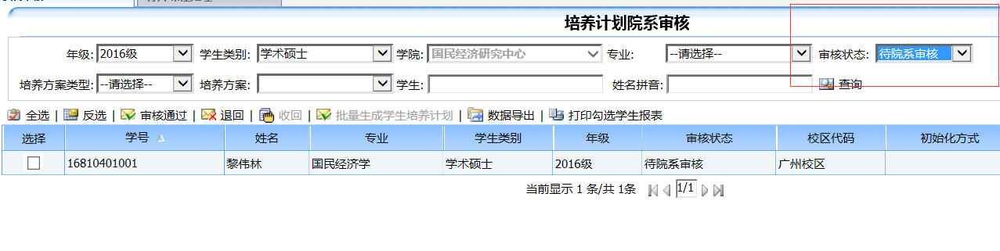 培养计划院系审核
年级: 2016级 学生类别: 学术硕士 学院: 国民经济研究中心 专业: --请选择-- 审核状态: 待院系审核
培养方案类型: --请选择-- 培养方案: 学生: 姓名拼音: 查询
全选 | 反选 | 审核通过 | 退回 | 收回 | 批量生成学生培养计划 | 数据导出 | 打印勾选学生报表
选择 学号 姓名 专业 学生类别 年级 审核状态 校区代码 初始化方式
16810401001 黎伟林 国民经济学 学术硕士 2016级 待院系审核 广州校区
当前显示 1 条/共 1条 1/1